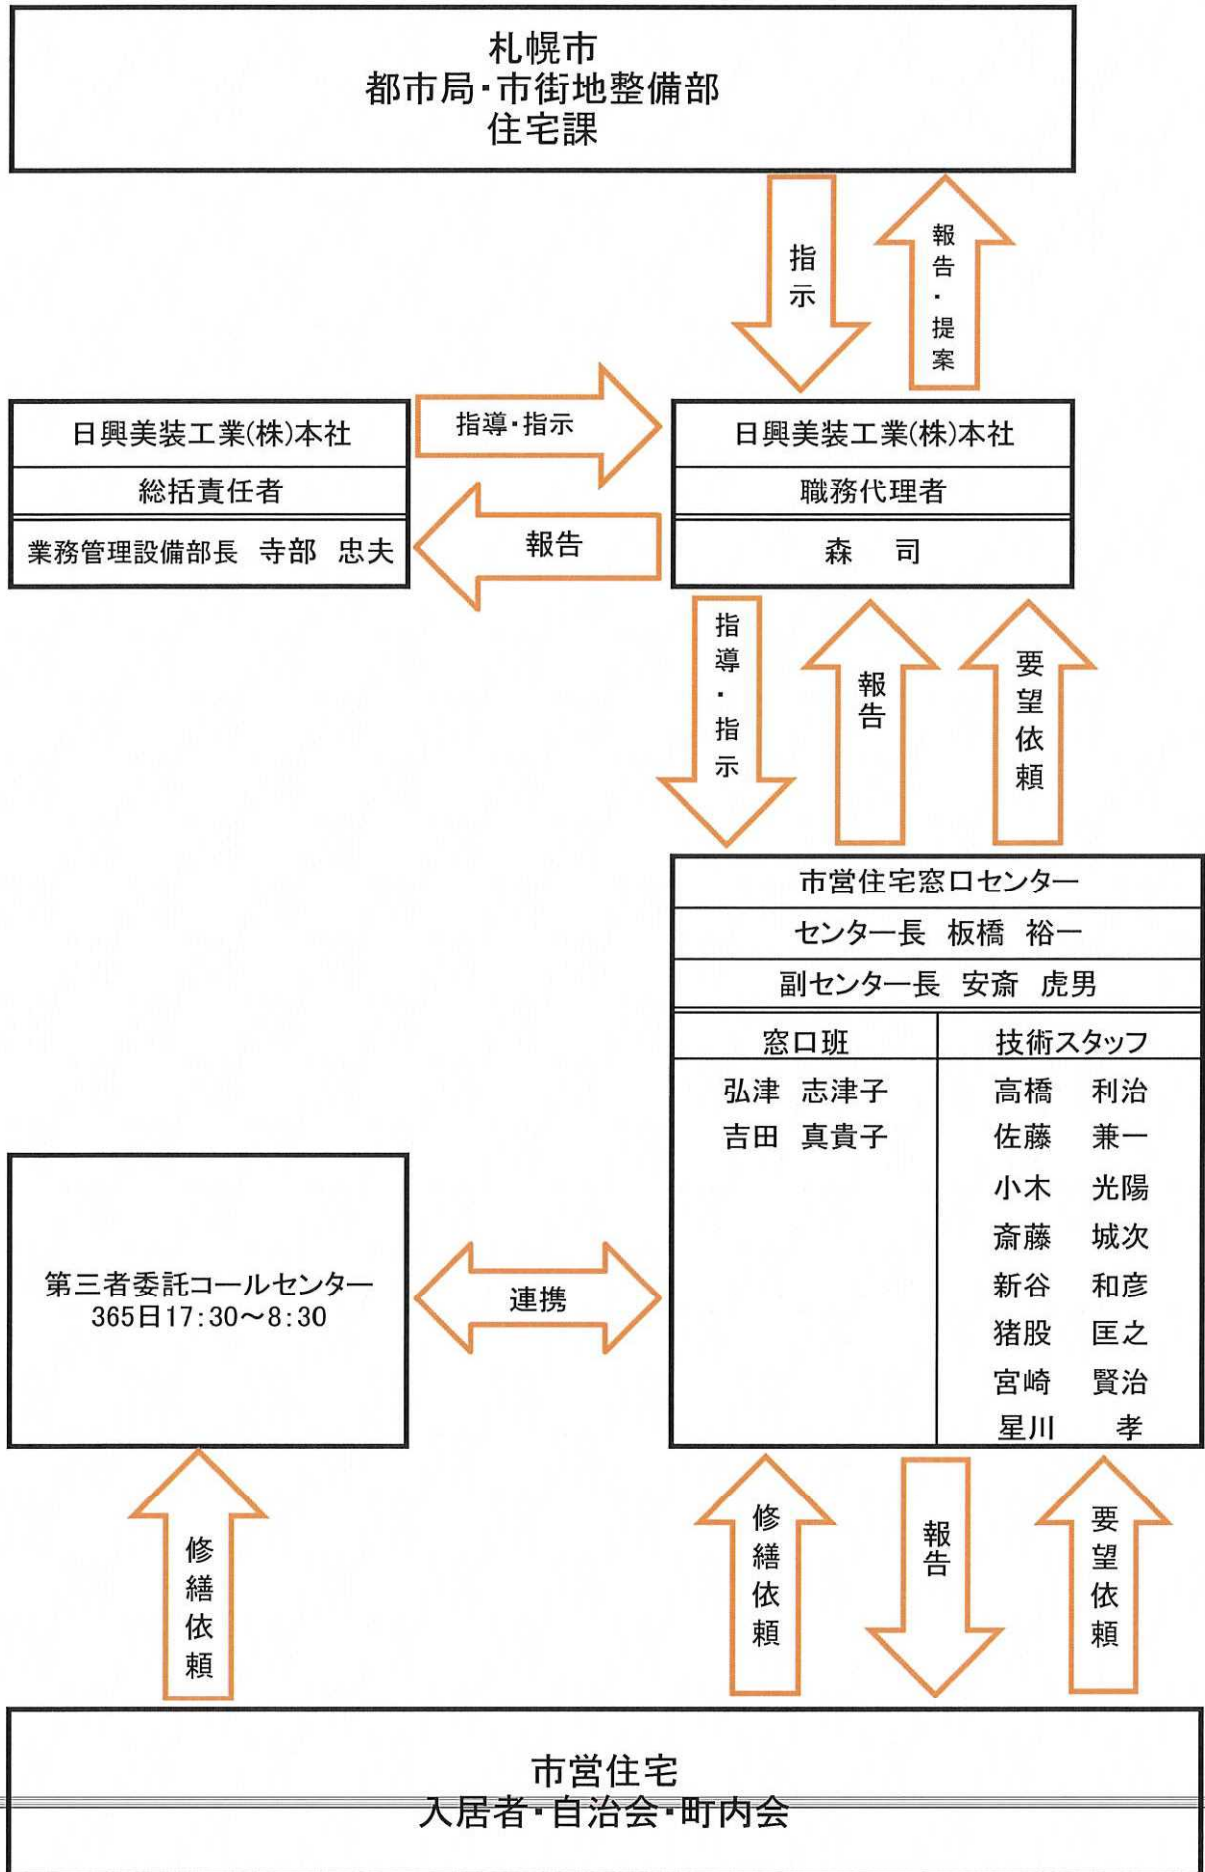 札幌市
都市局・市街地整備部
住宅課
指示
報告・提案
日興美装工業(株)本社
総括責任者
業務管理設備部長 寺部 忠夫
指導・指示
報告
日興美装工業(株)本社
職務代理者
森 司
指導・指示
報告
要望依頼
市営住宅窓口センター
センター長 板橋 裕一
副センター長 安斎 虎男
窓口班
弘津 志津子
吉田 真貴子
技術スタッフ
高橋 利治
佐藤 兼一
小木 光陽
斎藤 城次
新谷 和彦
猪股 匡之
宮崎 賢治
星川 孝
第三者委託コールセンター
365日17:30～8:30
連携
修繕依頼
修繕依頼
報告
要望依頼
市営住宅
入居者・自治会・町内会